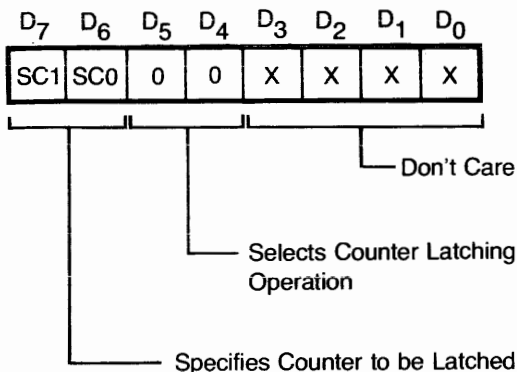 D7 D6 D5 D4 D3 D2 D1 D0
SC1 SC0 0 0 X X X X
Don't Care
Selects Counter Latching
Operation
Specifies Counter to be Latched